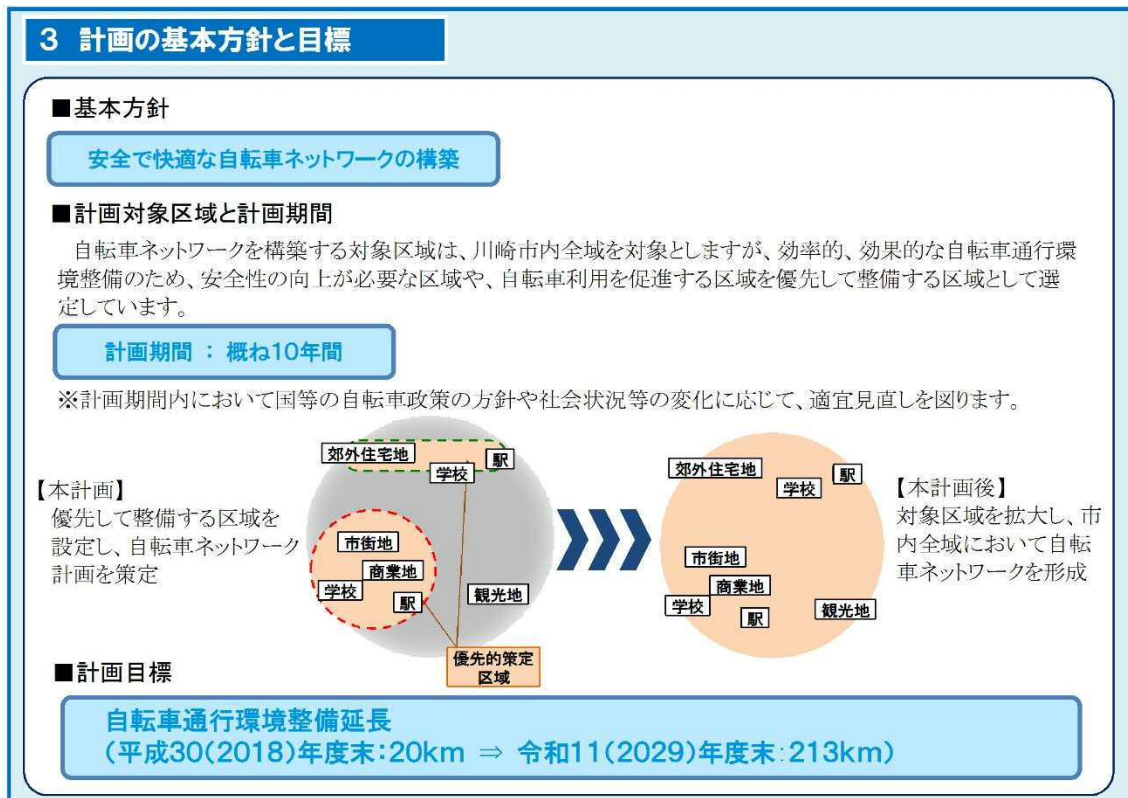 3 計画の基本方針と目標
■基本方針
安全で快適な自転車ネットワークの構築
■計画対象区域と計画期間
自転車ネットワークを構築する対象区域は、川崎市内全域を対象としますが、効率的、効果的な自転車通行環
境整備のため、安全性の向上が必要な区域や、自転車利用を促進する区域を優先して整備する区域として選
定しています。
計画期間 : 概ね10年間
※計画期間内において国等の自転車政策の方針や社会状況等の変化に応じて、適宜見直しを図ります。
【本計画】
優先して整備する区域を
設定し、自転車ネットワーク
計画を策定
郊外住宅地
駅
学校
市街地
商業地
学校
駅
観光地
優先的策定
区域
郊外住宅地
駅
学校
市街地
商業地
学校
駅
観光地
【本計画後】
対象区域を拡大し、市
内全域において自転
車ネットワークを形成
■計画目標
自転車通行環境整備延長
(平成30(2018)年度末:20km ⇒ 令和11(2029)年度末:213km)